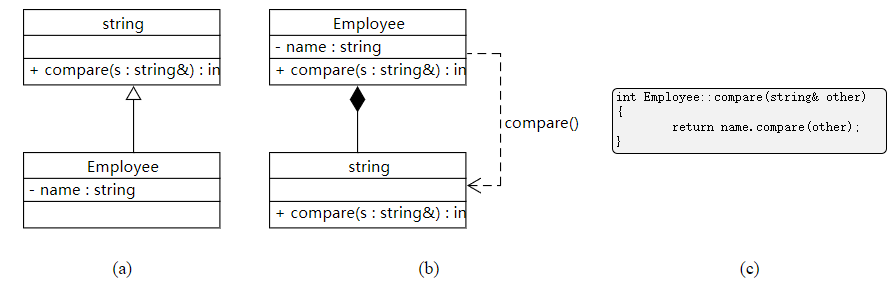 string
+ compare(s : string&) : in
Employee
- name : string
(a)
Employee
- name : string
+ compare(s : string&) : in
compare()
string
+ compare(s : string&) : in
(b)
int Employee::compare(string& other)
{
return name.compare(other);
}
(c)